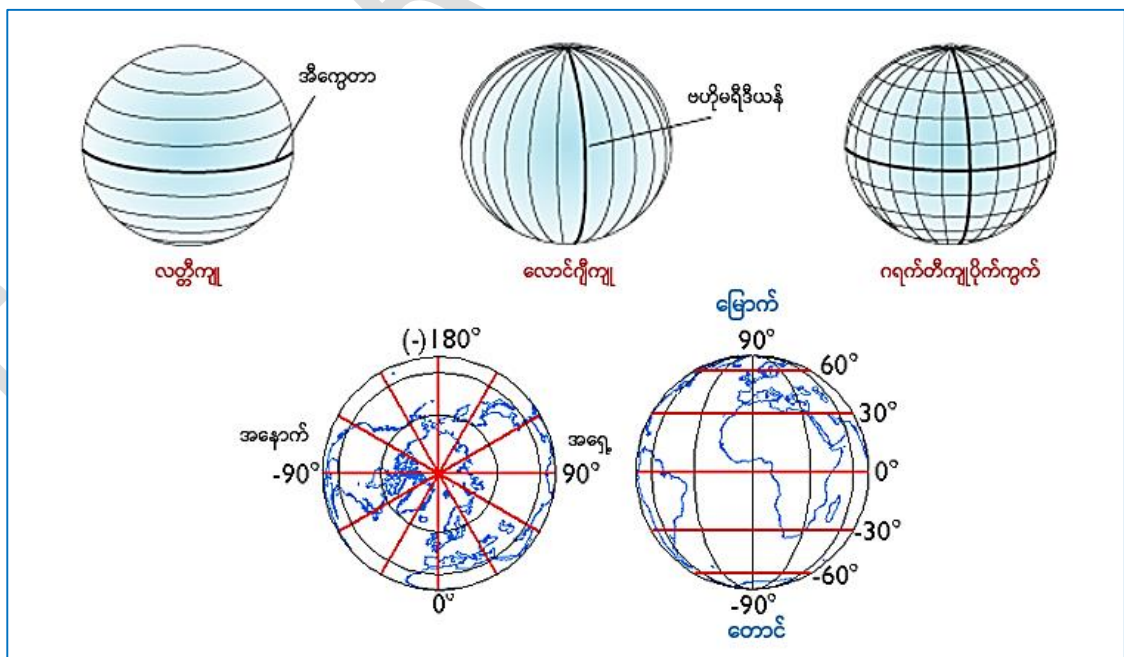 အီကွေတာ
ဗဟိုမရီဒီယန်
လတ္တီကျု လောင်ဂျီကျု ဂရက်တီကျုပိုက်ကွက်
မြောက်
(-)180° 90°
60°
30°
အနောက် အရှေ့
-90° 90° 0°
-30°
-60°
0° -90°
တောင်